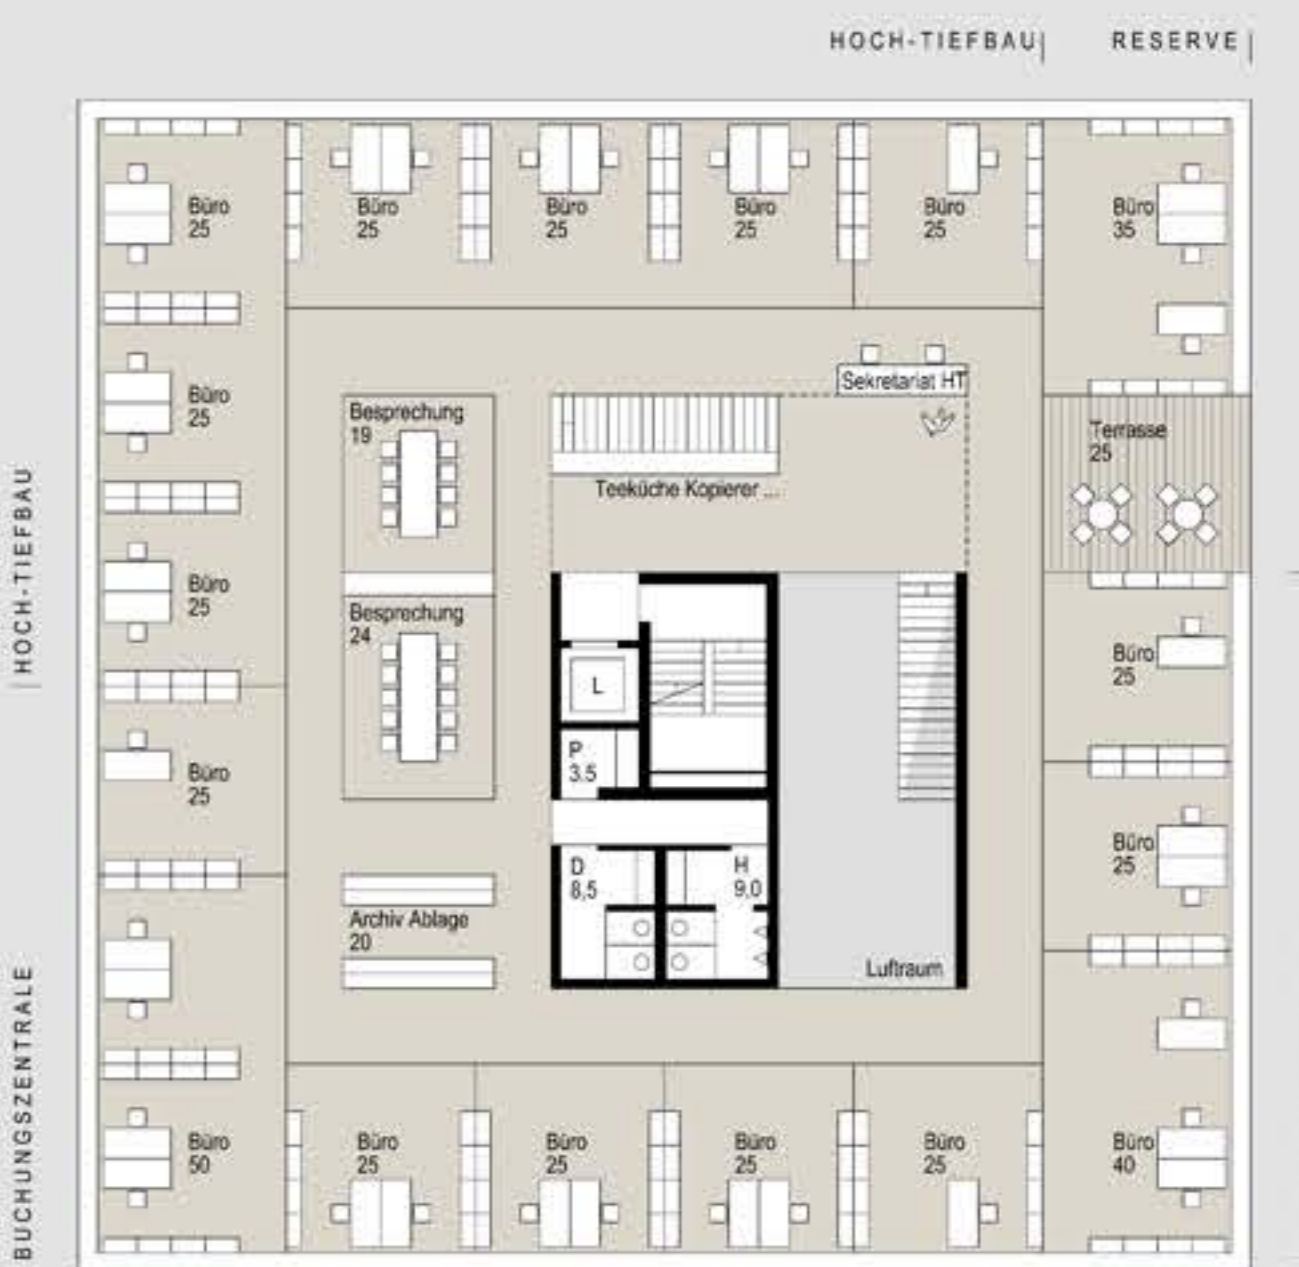 HOCH-TIEFBAU
RESERVE
Büro
25
Büro
25
Büro
25
Büro
25
Büro
25
Büro
35
Sekretariat HT
Büro
25
Besprechung
19
Terrasse
25
Teeküche Kopierer ...
HOCH-TIEFBAU
Büro
25
Besprechung
24
Büro
25
L
Büro
25
P
3.5
Büro
25
D
8,5
H
9,0
Archiv Ablage
20
Luftraum
BUCHUNGSZENTRALE
Büro
50
Büro
25
Büro
25
Büro
25
Büro
25
Büro
40